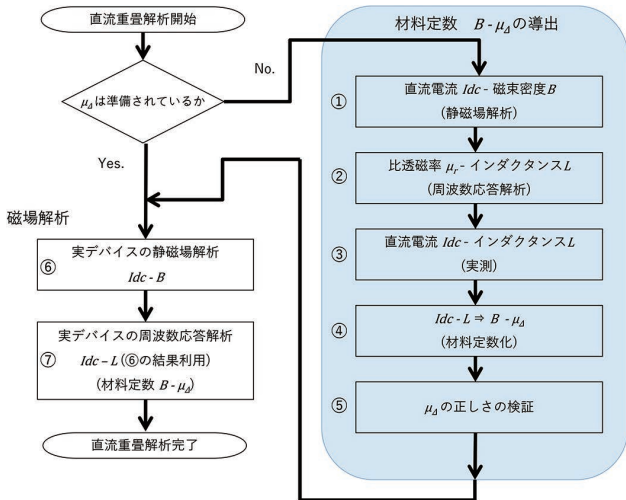 直流重畳解析開始
μΔは準備されているか
No.
Yes.
磁場解析
⑥
実デバイスの静磁場解析
Idc - B
⑦
実デバイスの周波数応答解析
Idc – L (⑥の結果利用)
(材料定数 B - μΔ)
直流重畳解析完了
材料定数 B - μΔの導出
①
直流電流 Idc - 磁束密度B
(静磁場解析)
②
比透磁率 μr - インダクタンスL
(周波数応答解析)
③
直流電流 Idc - インダクタンスL
(実測)
④
Idc - L ⇒ B - μΔ
(材料定数化)
⑤
μΔ の正しさの検証